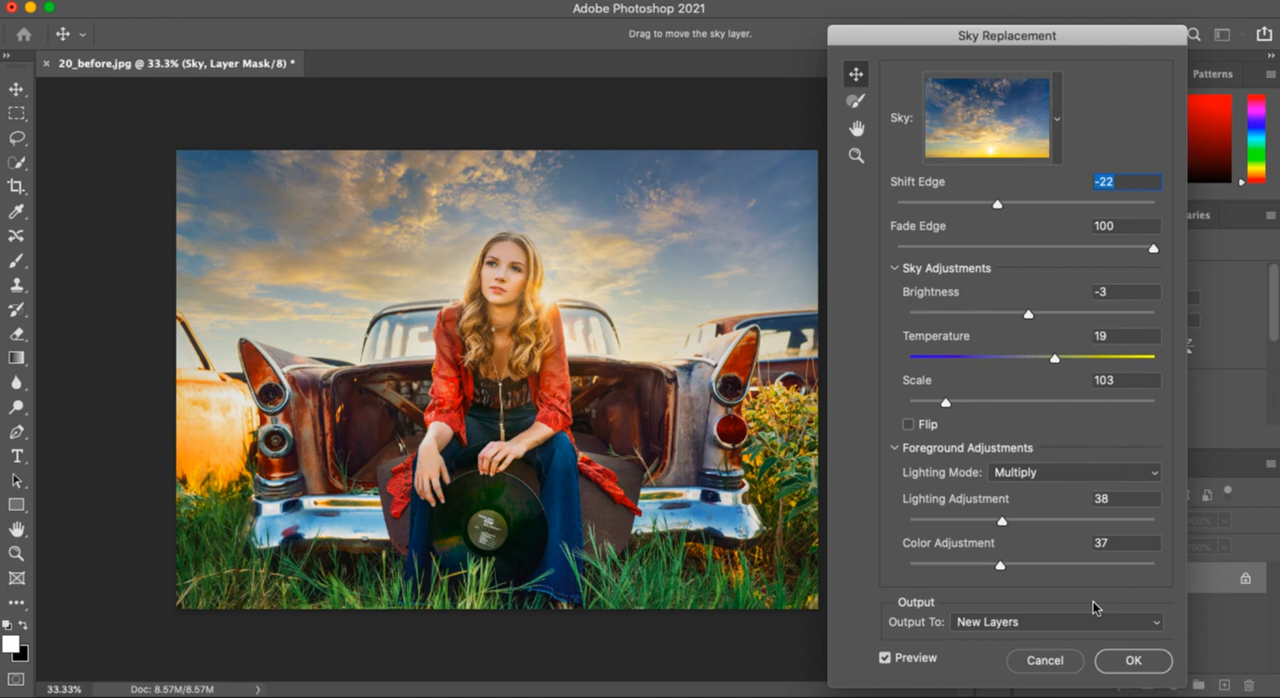 Adobe Photoshop 2021
Drag to move the sky layer.
20_before.jpg @ 33.3% (Sky, Layer Mask/8) *
Sky Replacement
Patterns
Sky:
Shift Edge
-22
aries
Fade Edge
100
Sky Adjustments
Brightness
-3
Temperature
19
Scale
103
Flip
Foreground Adjustments
Lighting Mode: Multiply
Lighting Adjustment
38
Color Adjustment
37
Output
Output To: New Layers
Preview
Cancel
OK
33.33%
Doc: 8.57M/8.57M